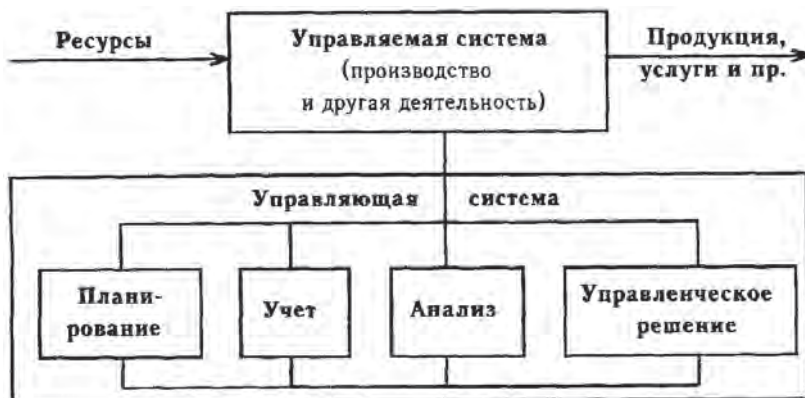 Ресурсы
Управляемая система
(производство
и другая деятельность)
Продукция,
услуги и пр.
Управляющая система
Плани-
рование
Учет
Анализ
Управленческое
решение